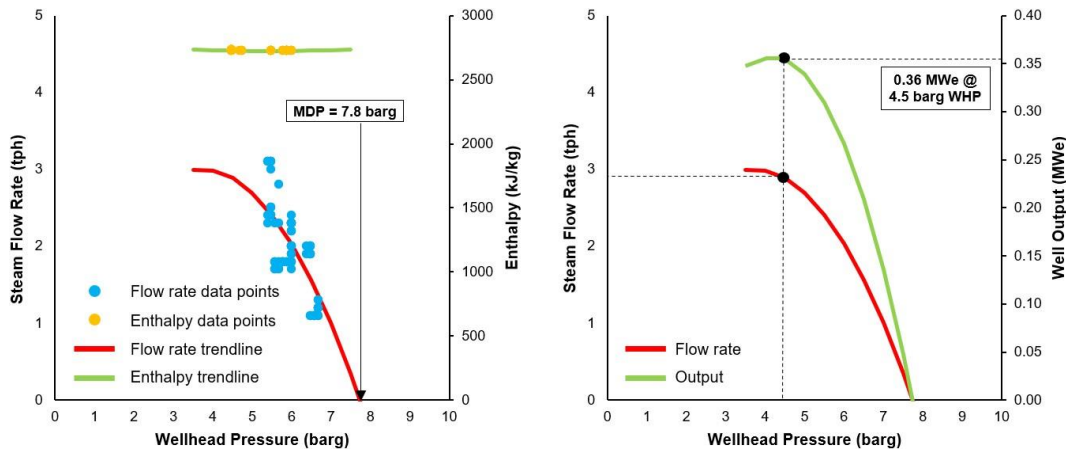 5
4
3
2
1
0
Steam Flow Rate (tph)
3000
2500
2000
1500
1000
500
0
Enthalpy (kJ/kg)
MDP = 7.8 barg
Flow rate data points
Enthalpy data points
Flow rate trendline
Enthalpy trendline
0 1 2 3 4 5 6 7 8 9 10
Wellhead Pressure (barg)
5
4
3
2
1
0
Steam Flow Rate (tph)
0.40
0.35
0.30
0.25
0.20
0.15
0.10
0.05
0.00
Well Output (MWe)
0.36 MWe @
4.5 barg WHP
Flow rate
Output
0 1 2 3 4 5 6 7 8 9 10
Wellhead Pressure (barg)